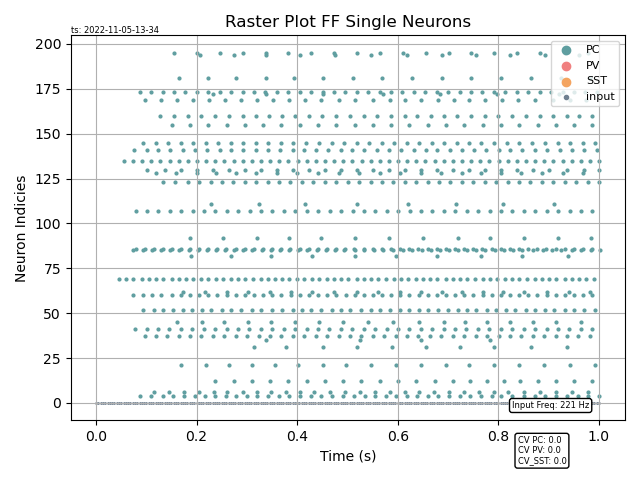 Raster Plot FF Single Neurons
ts: 2022-11-05-13-34
200
175
150
125
100
75
50
25
0
Neuron Indicies
PC
PV
SST
input
Input Freq: 221 Hz
0.0 0.2 0.4 0.6 0.8 1.0
Time (s)
CV PC: 0.0
CV PV: 0.0
CV_SST: 0.0